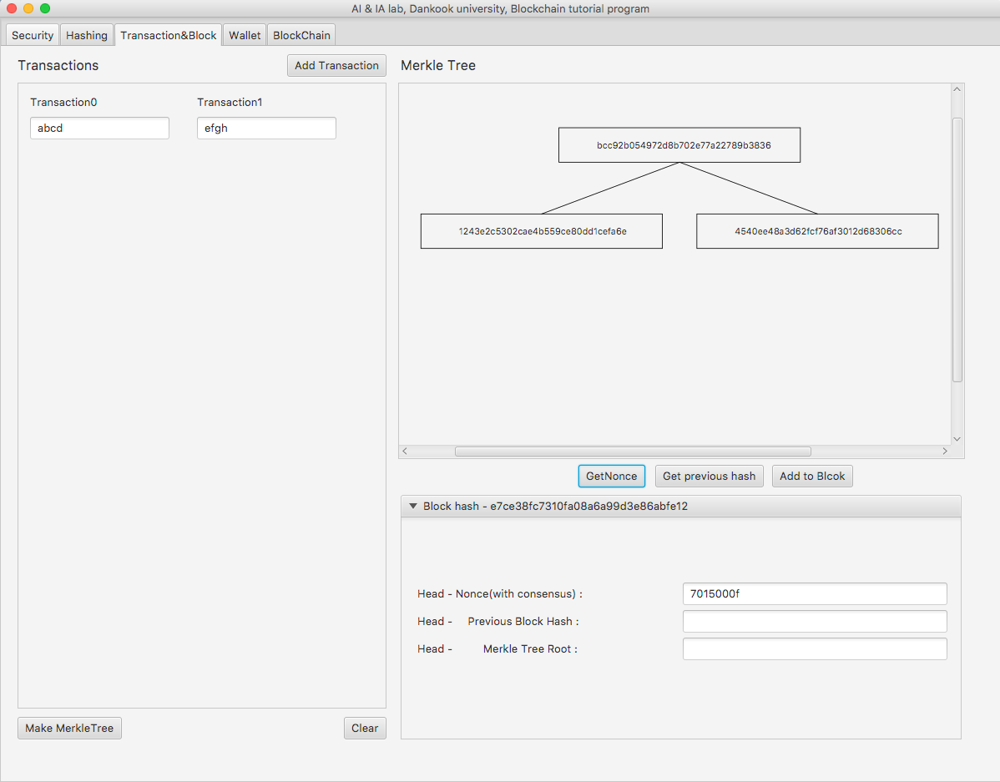 AI & IA lab, Dankook university, Blockchain tutorial program
Security Hashing Transaction&Block Wallet BlockChain
Transactions
Add Transaction
Transaction0 Transaction1
abcd efgh
Make MerkleTree Clear
Merkle Tree
bcc92b054972d8b702e77a22789b3836
1243e2c5302cae4b559ce80dd1cefa6e 4540ee48a3d62fcf76af3012d68306cc
GetNonce Get previous hash Add to Blcok
Block hash - e7ce38fc7310fa08a6a99d3e86abfe12
Head - Nonce(with consensus) : 7015000f
Head - Previous Block Hash :
Head - Merkle Tree Root :